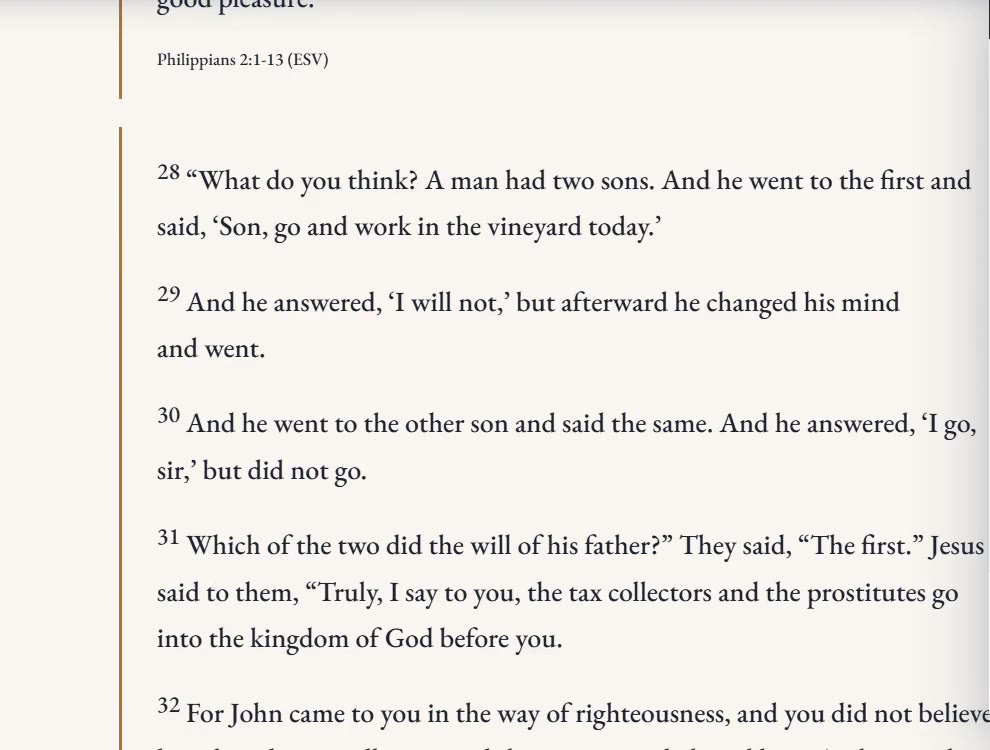 good pleasure.
Philippians 2:1-13 (ESV)
28 “What do you think? A man had two sons. And he went to the first and
said, ‘Son, go and work in the vineyard today.’
29 And he answered, ‘I will not,’ but afterward he changed his mind
and went.
30 And he went to the other son and said the same. And he answered, ‘I go,
sir,’ but did not go.
31 Which of the two did the will of his father?” They said, “The first.” Jesus
said to them, “Truly, I say to you, the tax collectors and the prostitutes go
into the kingdom of God before you.
32 For John came to you in the way of righteousness, and you did not believe